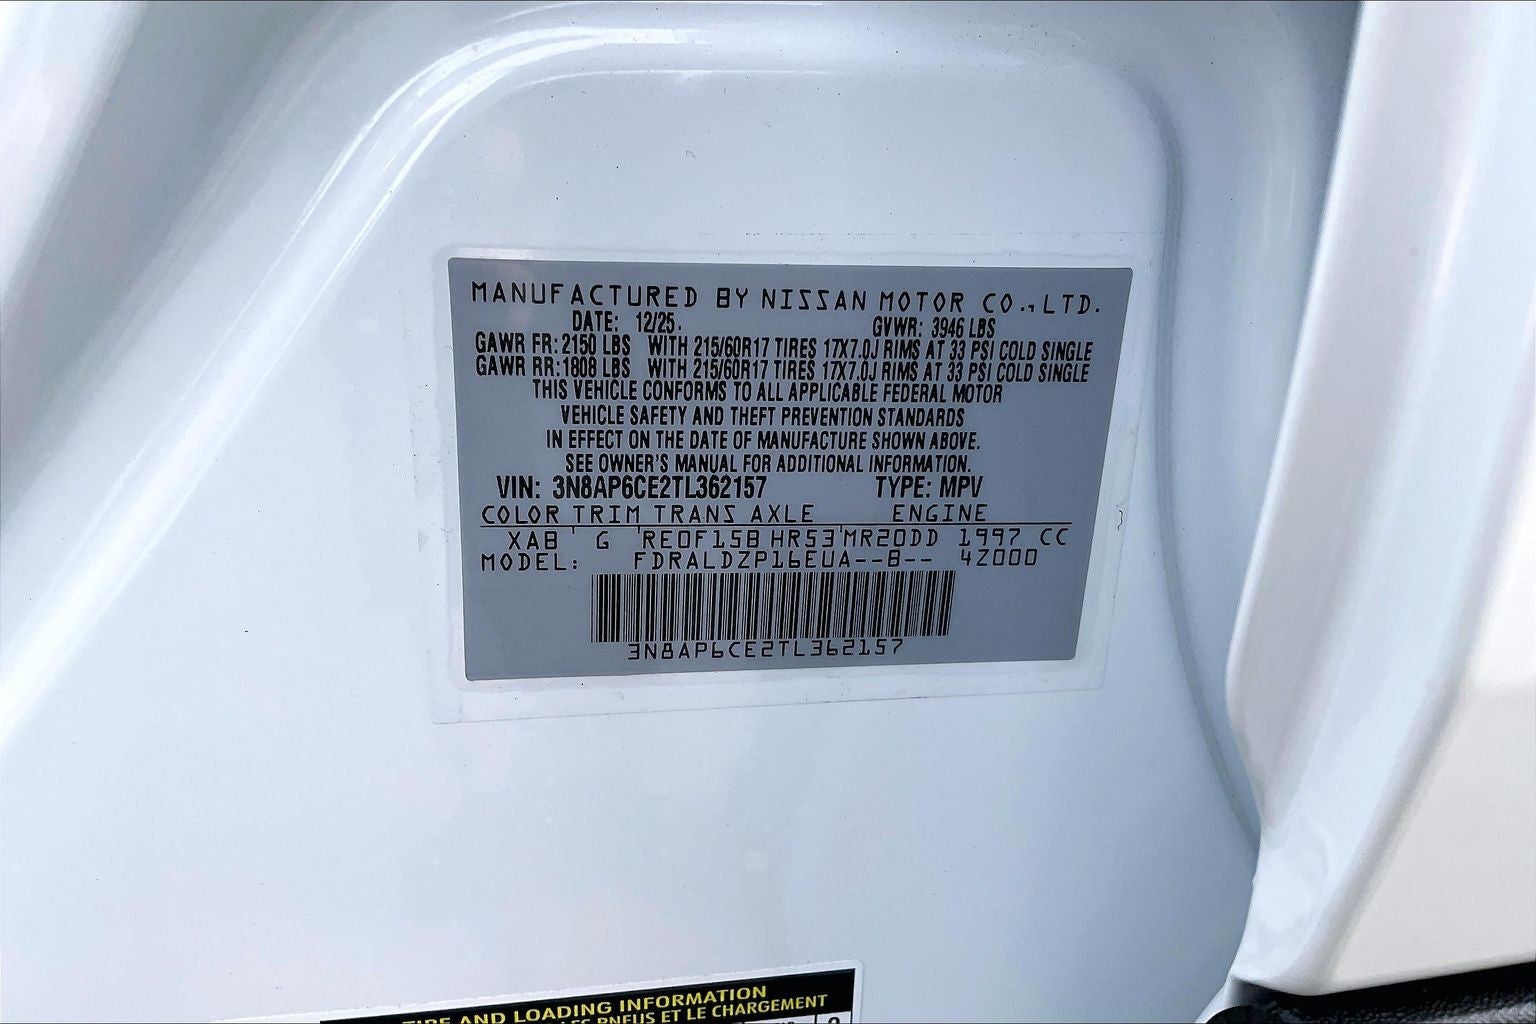 MANUFACTURED BY NISSAN MOTOR CO., LTD.
DATE: 12/25. GVWR: 3946 LBS
GAWR FR: 2150 LBS WITH 215/60R17 TIRES 17X7.0J RIMS AT 33 PSI COLD SINGLE
GAWR RR: 1808 LBS WITH 215/60R17 TIRES 17X7.0J RIMS AT 33 PSI COLD SINGLE
THIS VEHICLE CONFORMS TO ALL APPLICABLE FEDERAL MOTOR
VEHICLE SAFETY AND THEFT PREVENTION STANDARDS
IN EFFECT ON THE DATE OF MANUFACTURE SHOWN ABOVE.
SEE OWNER'S MANUAL FOR ADDITIONAL INFORMATION.
VIN: 3N8AP6CE2TL362157 TYPE: MPV
COLOR TRIM TRANS AXLE ENGINE
XAB G RE0F15B HR53 MR20DD 1997 CC
MODEL: FDRALDZP16EUA--B-- 4Z000
3N8AP6CE2TL362157
TIRE AND LOADING INFORMATION
PNEUS ET LE CHARGEMENT